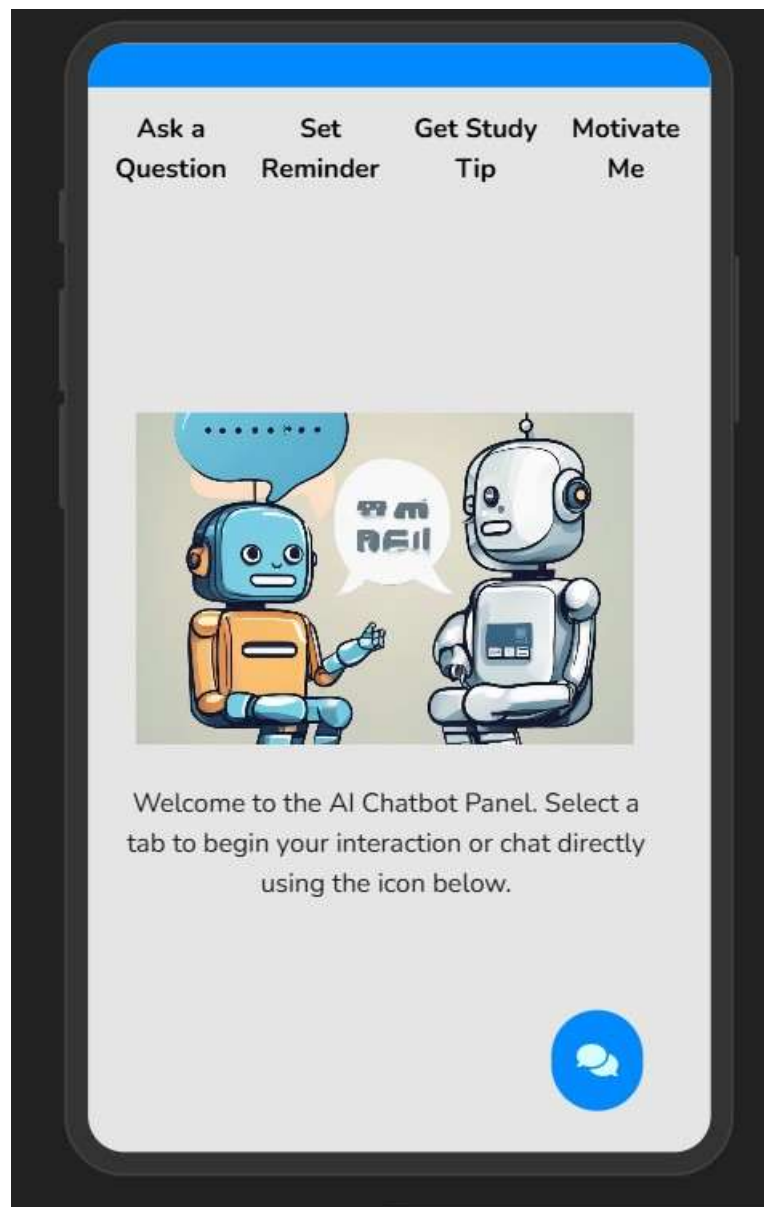 Ask a Question
Set Reminder
Get Study Tip
Motivate Me
Welcome to the AI Chatbot Panel. Select a
tab to begin your interaction or chat directly
using the icon below.